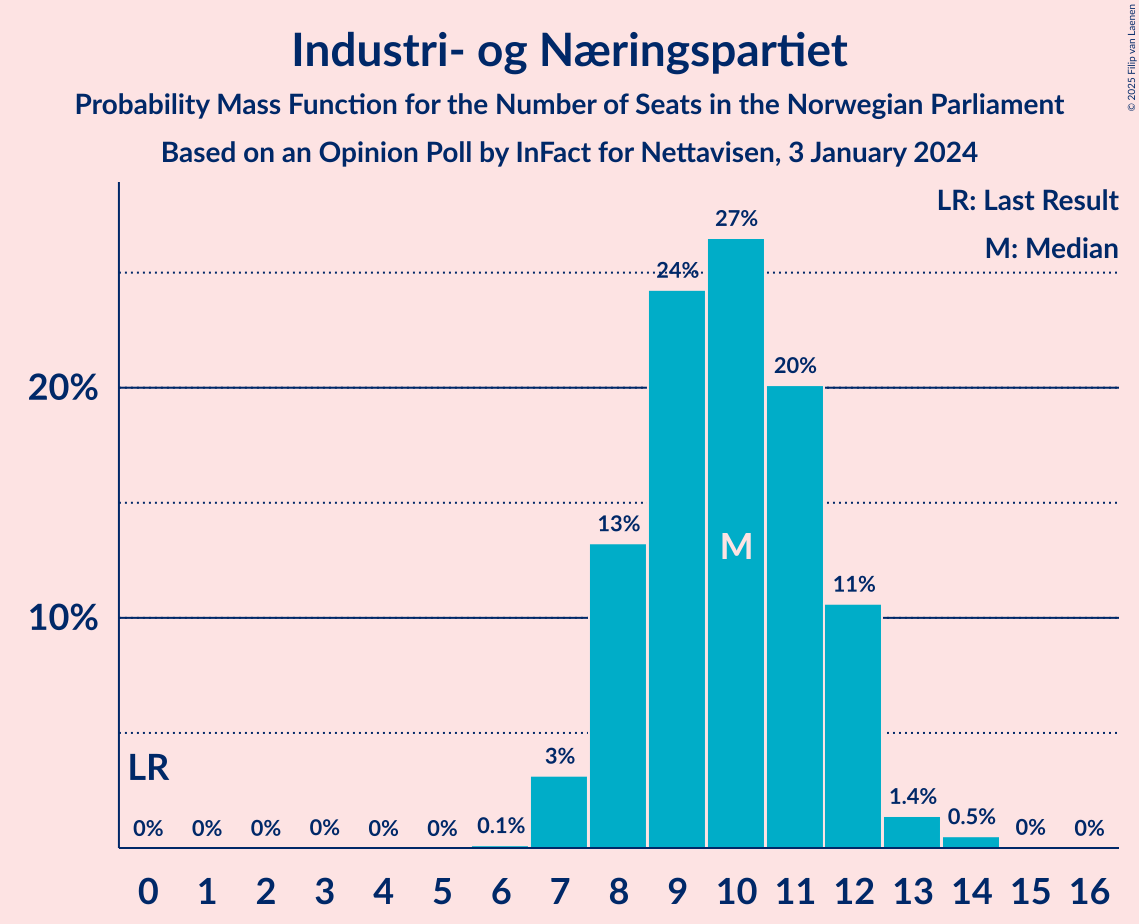 Industri- og Næringspartiet
Probability Mass Function for the Number of Seats in the Norwegian Parliament
Based on an Opinion Poll by InFact for Nettavisen, 3 January 2024
© 2025 Filip van Laenen
LR: Last Result
M: Median
27%
24%
20%
20%
13%
M
11%
10%
LR
3%
1.4%
0.5%
0% 0% 0% 0% 0% 0% 0.1% 0% 0%
0 1 2 3 4 5 6 7 8 9 10 11 12 13 14 15 16